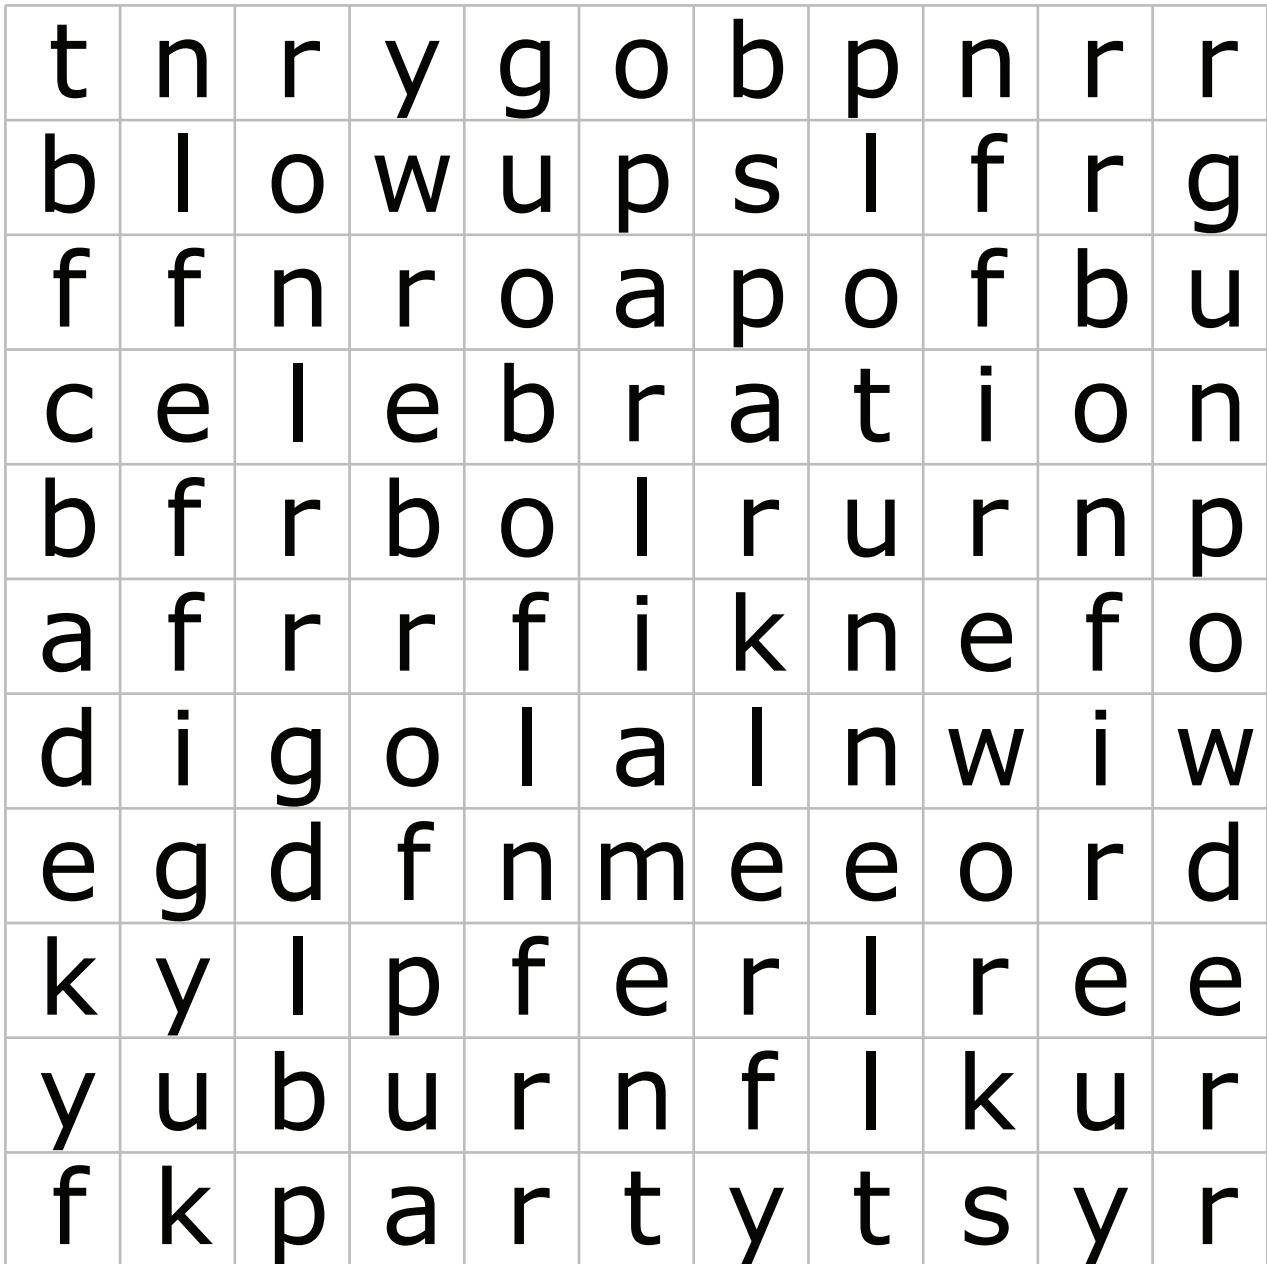 t n r y g o b p n r r
b l o w u p s l f r g
f f n r o a p o f b u
c e l e b r a t i o n
b f r b o l r u r n p
a f r r f i k n e f o
d i g o l a l n w i w
e g d f n m e e o r d
k y l p f e r l r e e
y u b u r n f l k u r
f k p a r t y t s y r